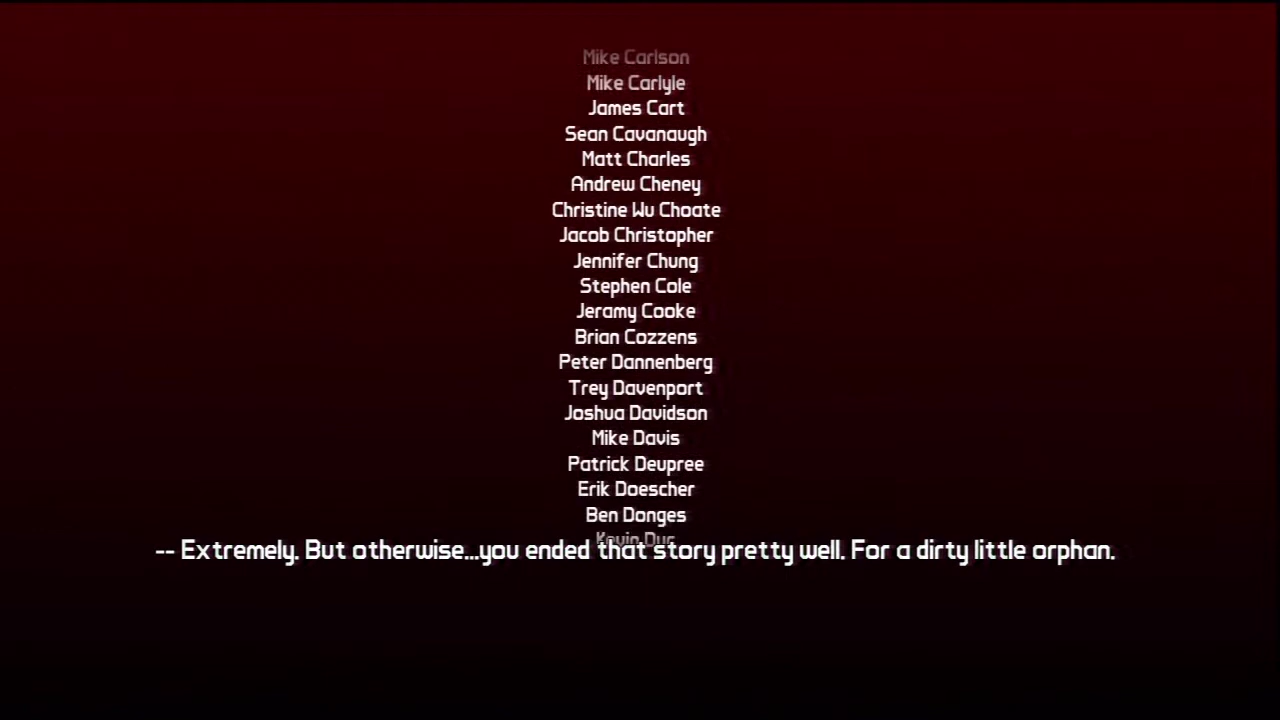 Mike Carlson
Mike Carlyle
James Cart
Sean Cavanaugh
Matt Charles
Andrew Cheney
Christine Wu Choate
Jacob Christopher
Jennifer Chung
Stephen Cole
Jeramy Cooke
Brian Cozzens
Peter Dannenberg
Trey Davenport
Joshua Davidson
Mike Davis
Patrick Deupree
Erik Doescher
Ben Donges
Kevin
-- Extremely. But otherwise...you ended that story pretty well. For a dirty little orphan.